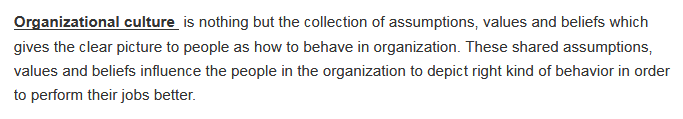 Organizational culture is nothing but the collection of assumptions, values and beliefs which
gives the clear picture to people as how to behave in organization. These shared assumptions,
values and beliefs influence the people in the organization to depict right kind of behavior in order
to perform their jobs better.